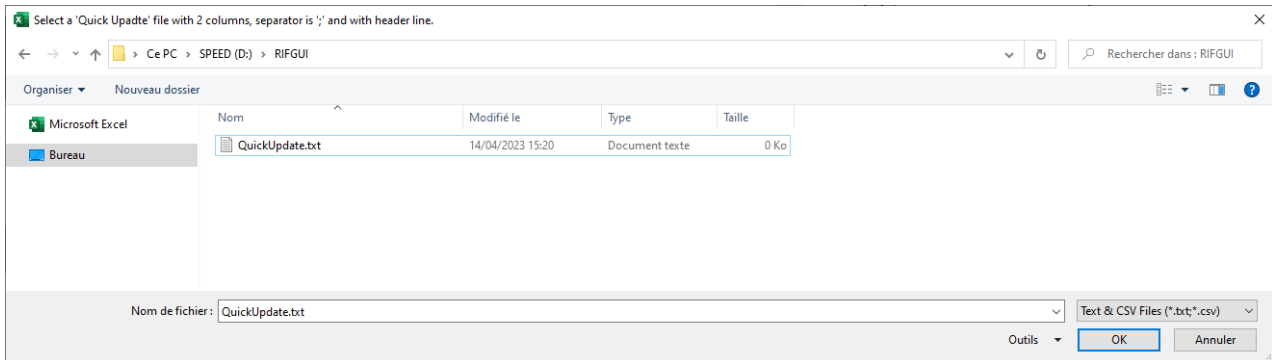 Select a 'Quick Upadte' file with 2 columns, separator is ';' and with header line.
Ce PC > SPEED (D:) > RIFGUI
Rechercher dans : RIFGUI
Organiser Nouveau dossier
Microsoft Excel
Bureau
Nom Modifié le Type Taille
QuickUpdate.txt 14/04/2023 15:20 Document texte 0 Ko
Nom de fichier : QuickUpdate.txt Text & CSV Files (*.txt;*.csv)
Outils OK Annuler